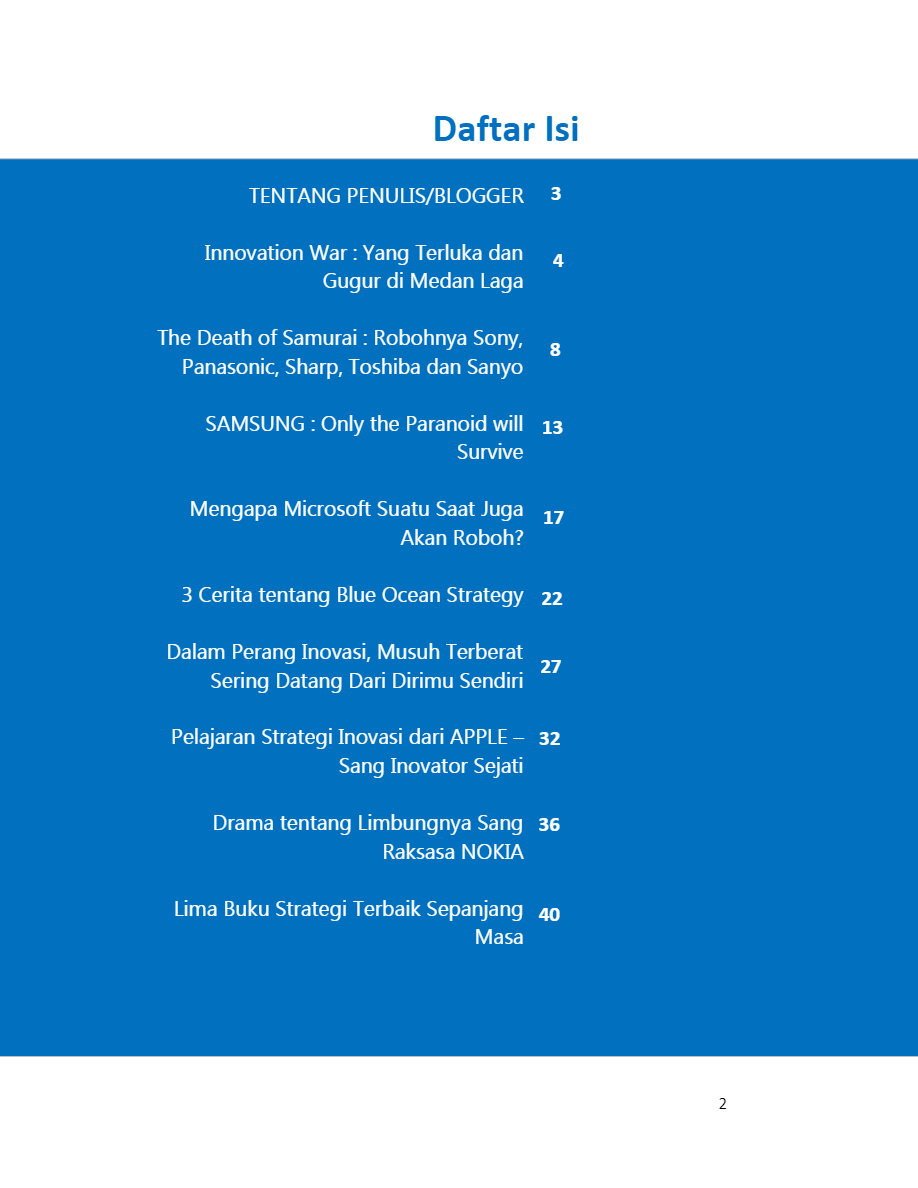 Daftar Isi
TENTANG PENULIS/BLOGGER 3
Innovation War : Yang Terluka dan
Gugur di Medan Laga 4
The Death of Samurai : Robohnya Sony,
Panasonic, Sharp, Toshiba dan Sanyo 8
SAMSUNG : Only the Paranoid will 13
Survive
Mengapa Microsoft Suatu Saat Juga 17
Akan Roboh?
3 Cerita tentang Blue Ocean Strategy 22
Dalam Perang Inovasi, Musuh Terberat
Sering Datang Dari Dirimu Sendiri 27
Pelajaran Strategi Inovasi dari APPLE – 32
Sang Inovator Sejati
Drama tentang Limbungnya Sang 36
Raksasa NOKIA
Lima Buku Strategi Terbaik Sepanjang 40
Masa
2